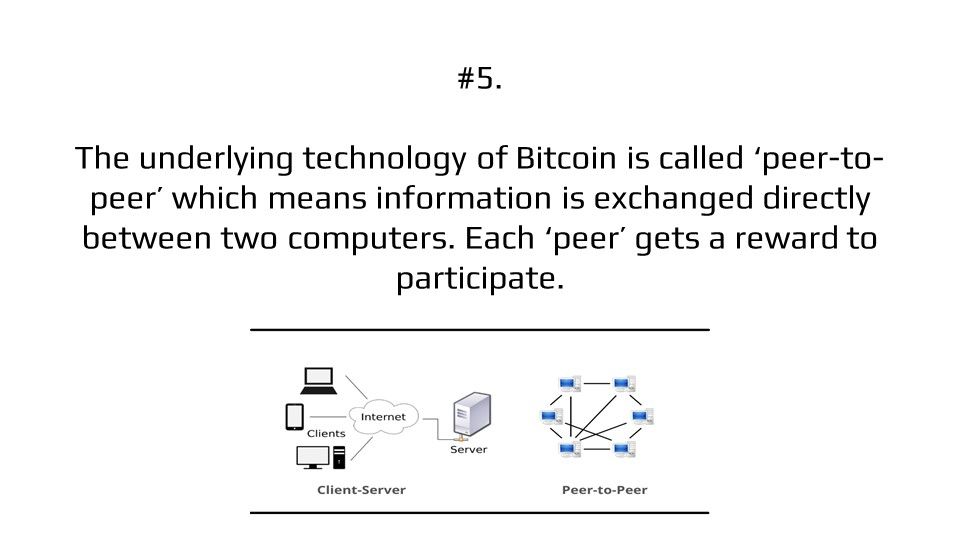 #5.
The underlying technology of Bitcoin is called ‘peer-to-
peer’ which means information is exchanged directly
between two computers. Each ‘peer’ gets a reward to
participate.
Internet
Clients
Server
Client-Server
Peer-to-Peer